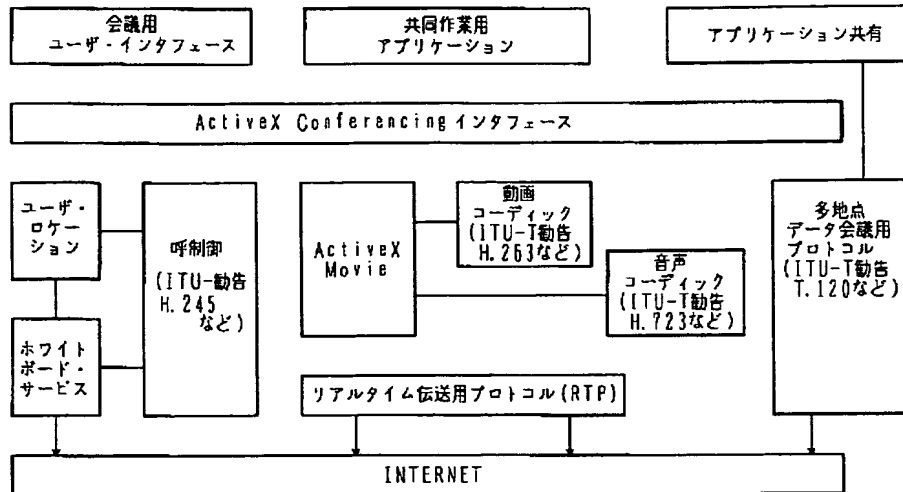 会議用
ユーザ・インタフェース
共同作業用
アプリケーション
アプリケーション共有
ActiveX Conferencingインタフェース
ユーザ・
ロケー
ション
呼制御
(ITU-勧告
H.245
など)
ActiveX
Movie
動画
コーディック
(ITU-T勧告
H.263など)
音声
コーディック
(ITU-T勧告
H.723など)
多地点
データ会議用
プロトコル
(ITU-T勧告
T.120など)
ホワイト
ボード・
サービス
リアルタイム伝送用プロトコル(RTP)
INTERNET